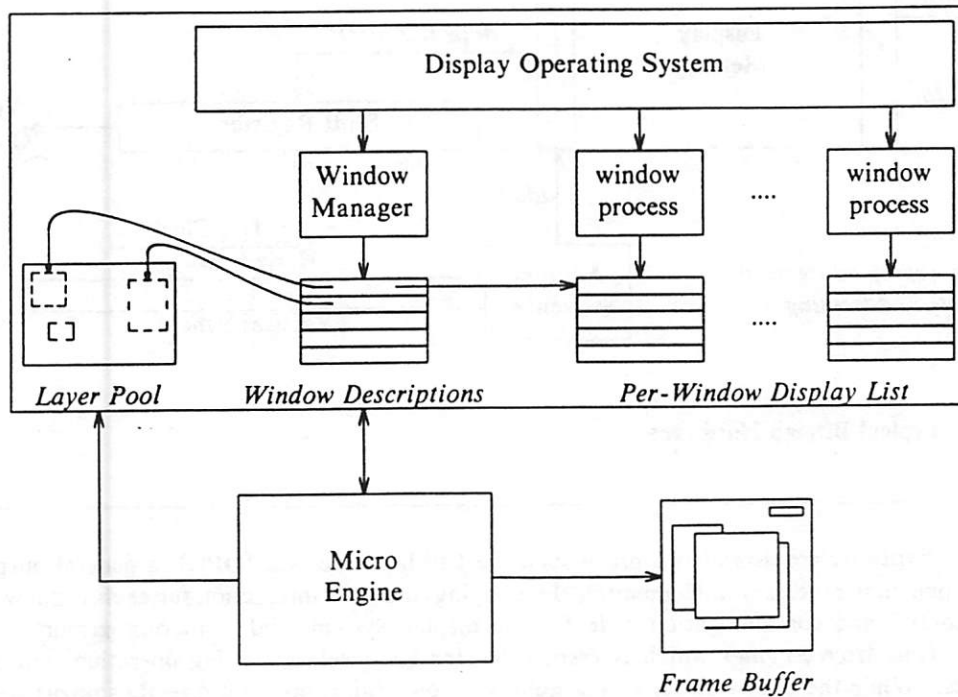 Display Operating System
Window
Manager
window
process
....
window
process
....
Layer Pool
Window Descriptions
Per-Window Display List
Micro
Engine
Frame Buffer